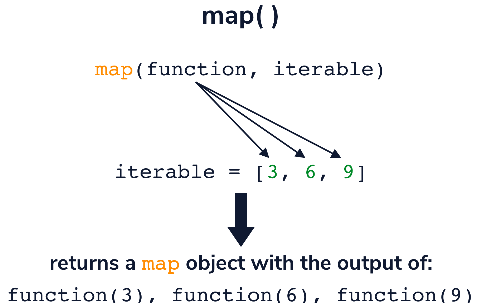 map()
map(function, iterable)
iterable = [3, 6, 9]
returns a map object with the output of:
function(3), function(6), function(9)